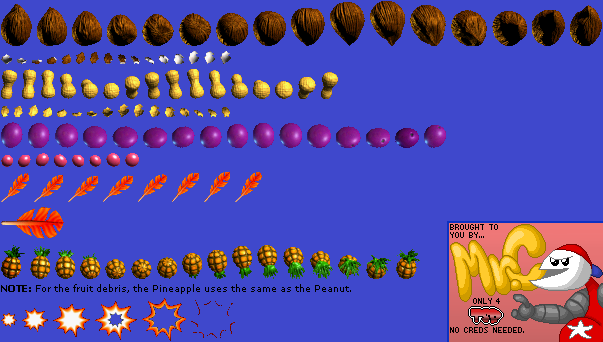 BROUGHT TO
YOU BY...
Mr. C
ONLY 4
NO CREDS NEEDED.
NOTE: For the fruit debris, the Pineapple uses the same as the Peanut.